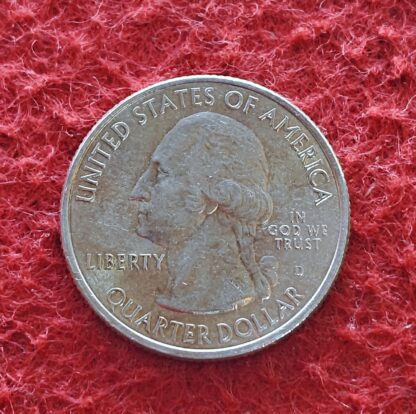 UNITED STATES OF AMERICA
LIBERTY
IN
GOD WE
TRUST
D
QUARTER DOLLAR